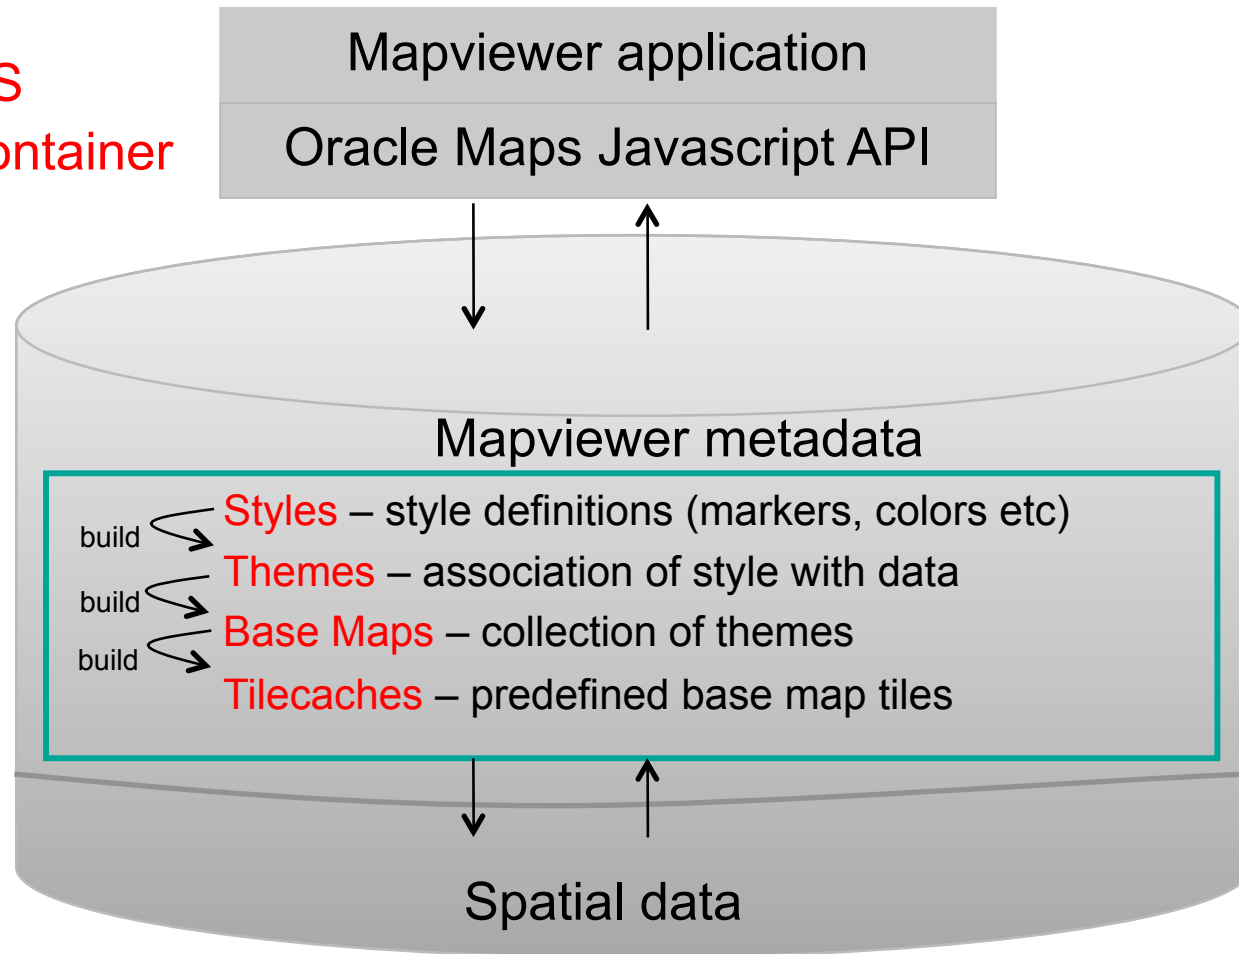 Mapviewer application
S
ontainer
Oracle Maps Javascript API
Mapviewer metadata
Styles – style definitions (markers, colors etc)
build
Themes – association of style with data
build
Base Maps – collection of themes
build
Tilecaches – predefined base map tiles
Spatial data